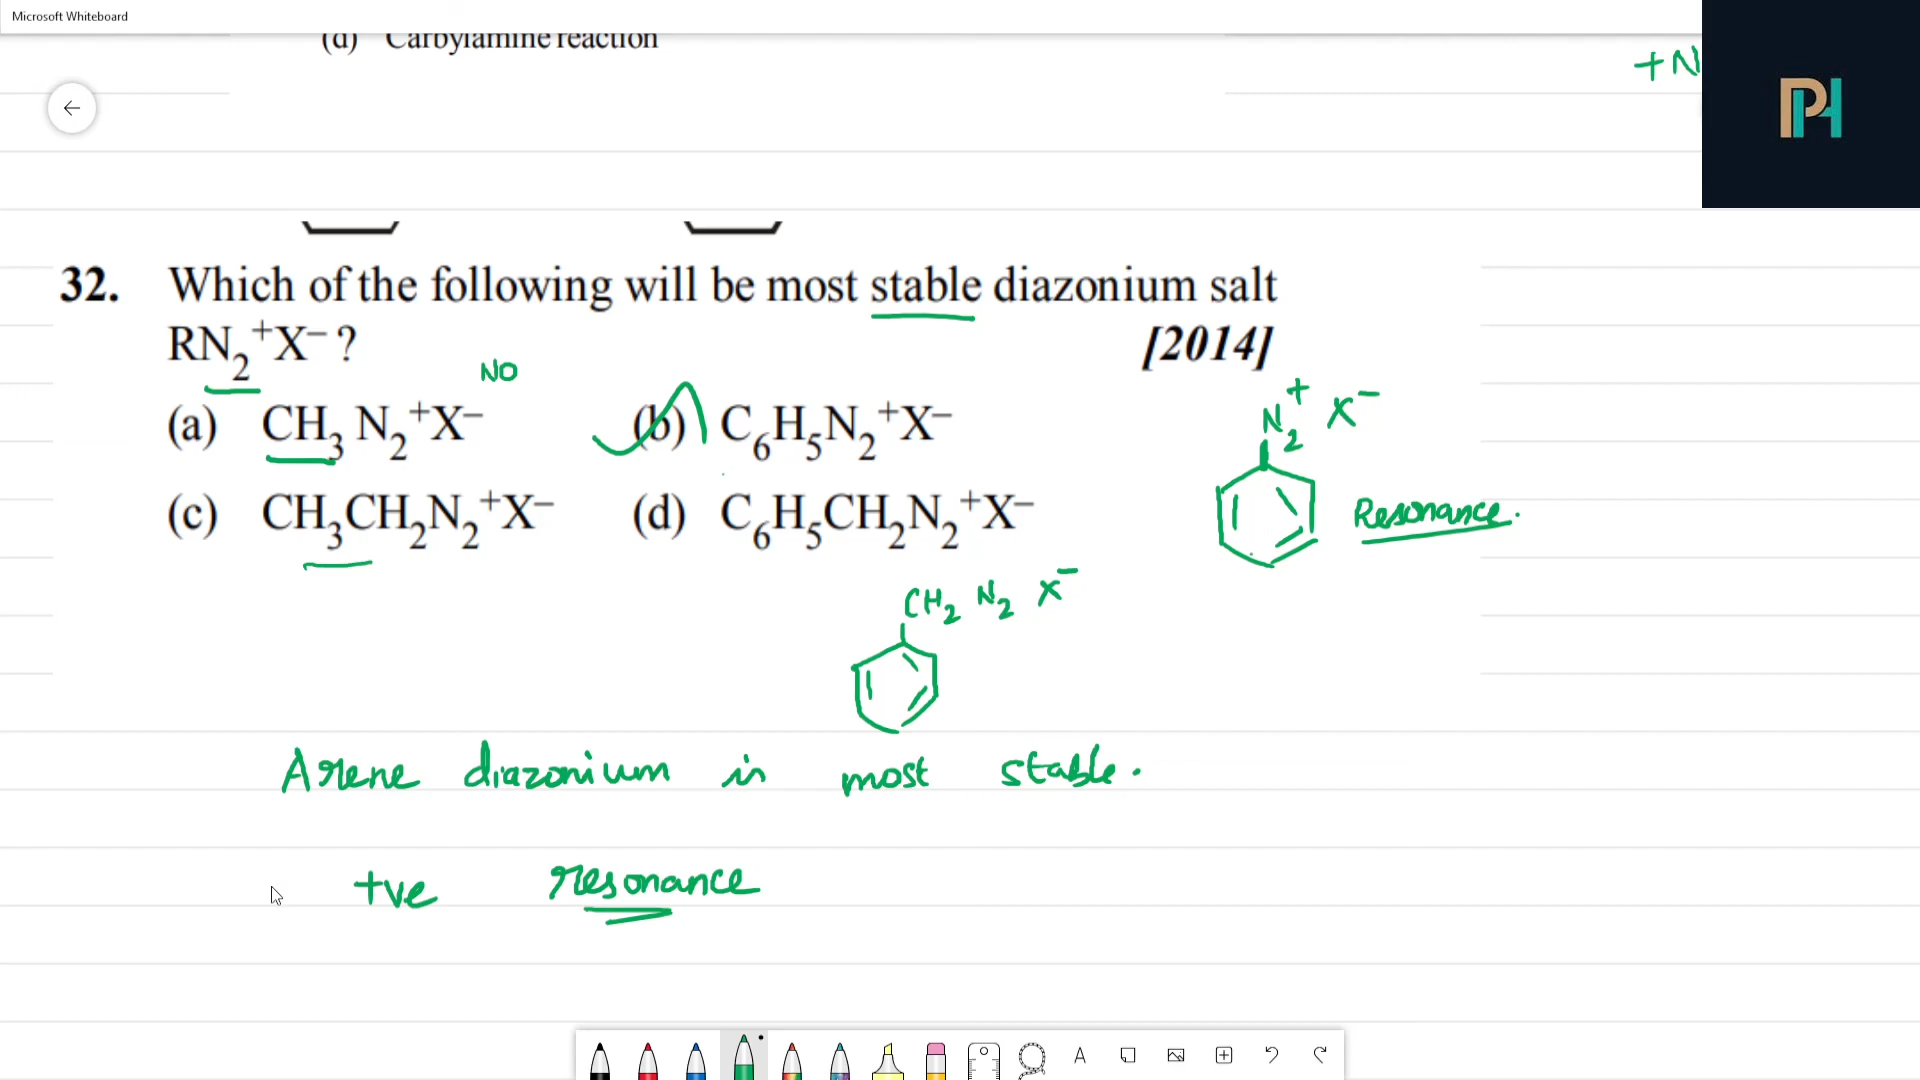 Microsoft Whiteboard
(d) Carbylamine reaction
+N
PH
32. Which of the following will be most stable diazonium salt
RN₂⁺X⁻ ? [2014]
NO
(a) CH₃ N₂⁺X⁻ (b) C₆H₅N₂⁺X⁻
N₂⁺ X⁻
(c) CH₃CH₂N₂⁺X⁻ (d) C₆H₅CH₂N₂⁺X⁻
Resonance.
CH₂ N₂ X⁻
Arene diazonium is most stable.
+ve resonance
A